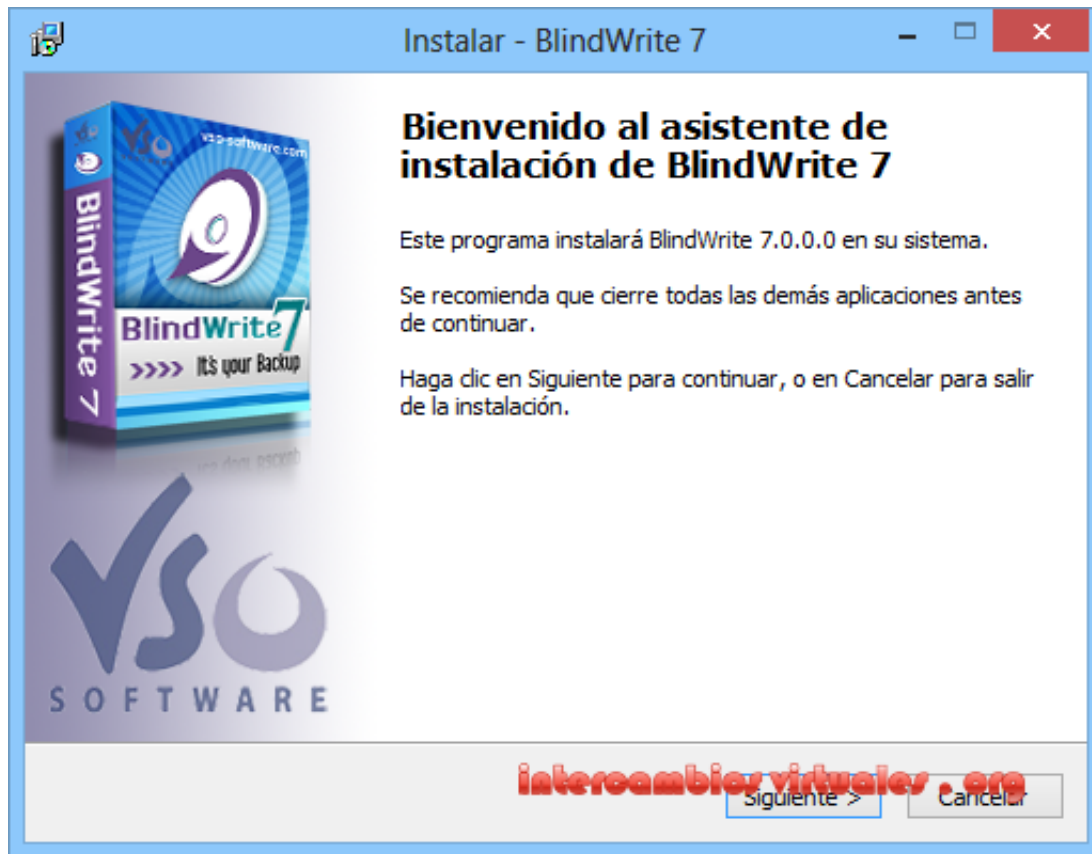 Instalar - BlindWrite 7
Bienvenido al asistente de
instalación de BlindWrite 7
Este programa instalará BlindWrite 7.0.0.0 en su sistema.
Se recomienda que cierre todas las demás aplicaciones antes
de continuar.
Haga clic en Siguiente para continuar, o en Cancelar para salir
de la instalación.
vso
vso-software.com
BlindWrite 7
BlindWrite 7
>>>> It's your Backup
VSO
SOFTWARE
intercambios virtuales . org
Siguiente >
Cancelar